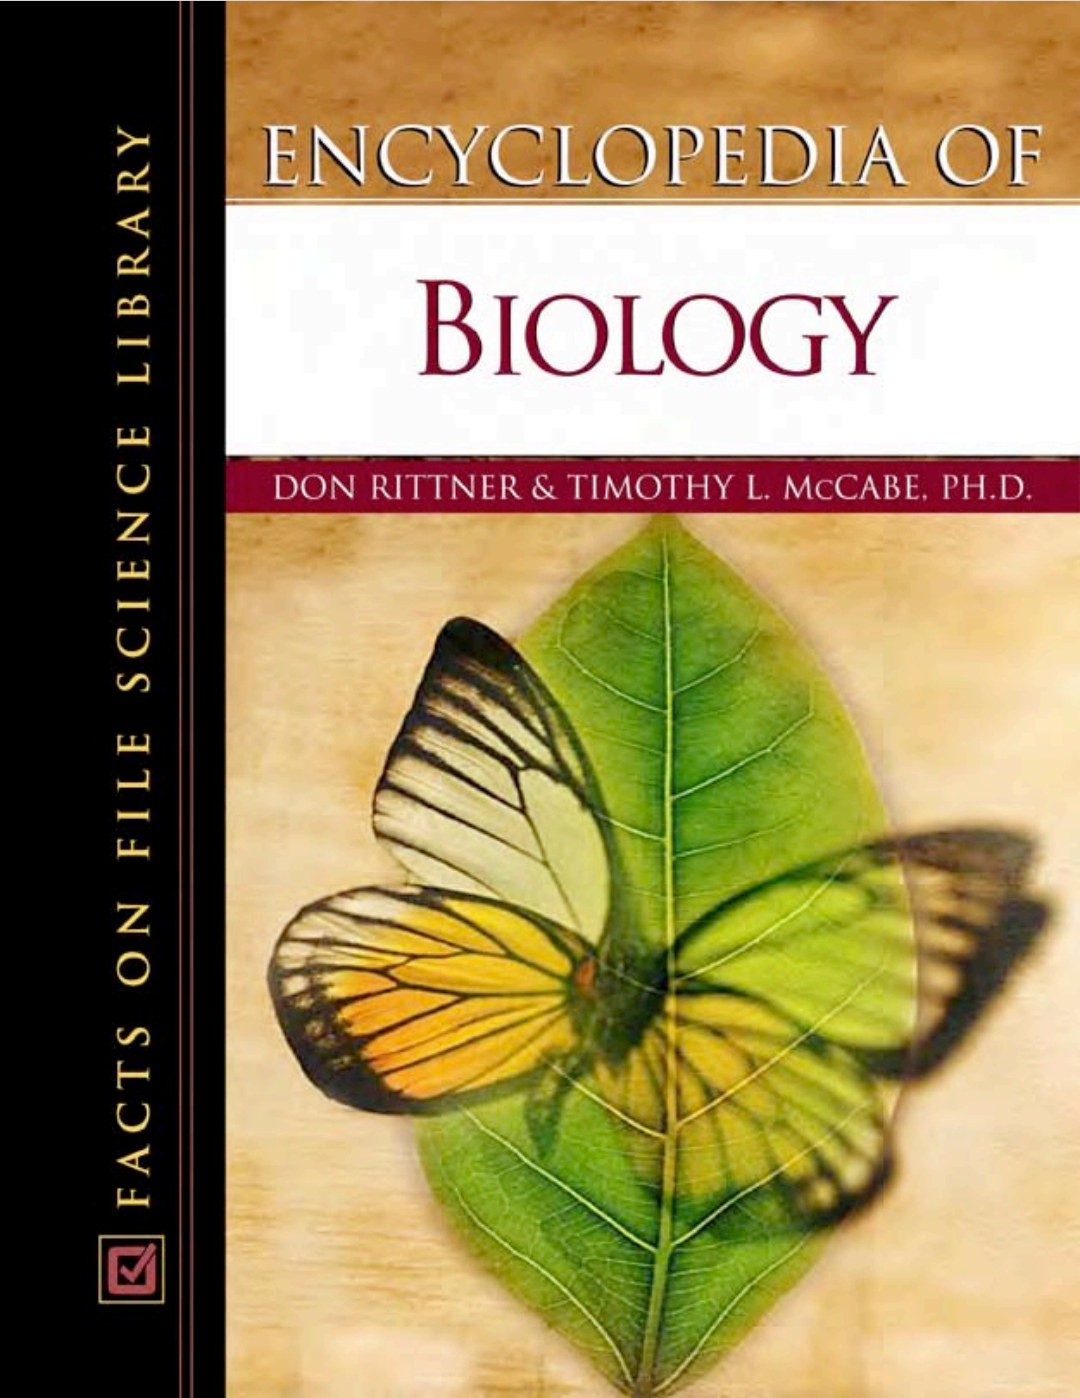 ENCYCLOPEDIA OF
BIOLOGY
DON RITTNER & TIMOTHY L. McCABE, PH.D.
FACTS ON FILE SCIENCE LIBRARY